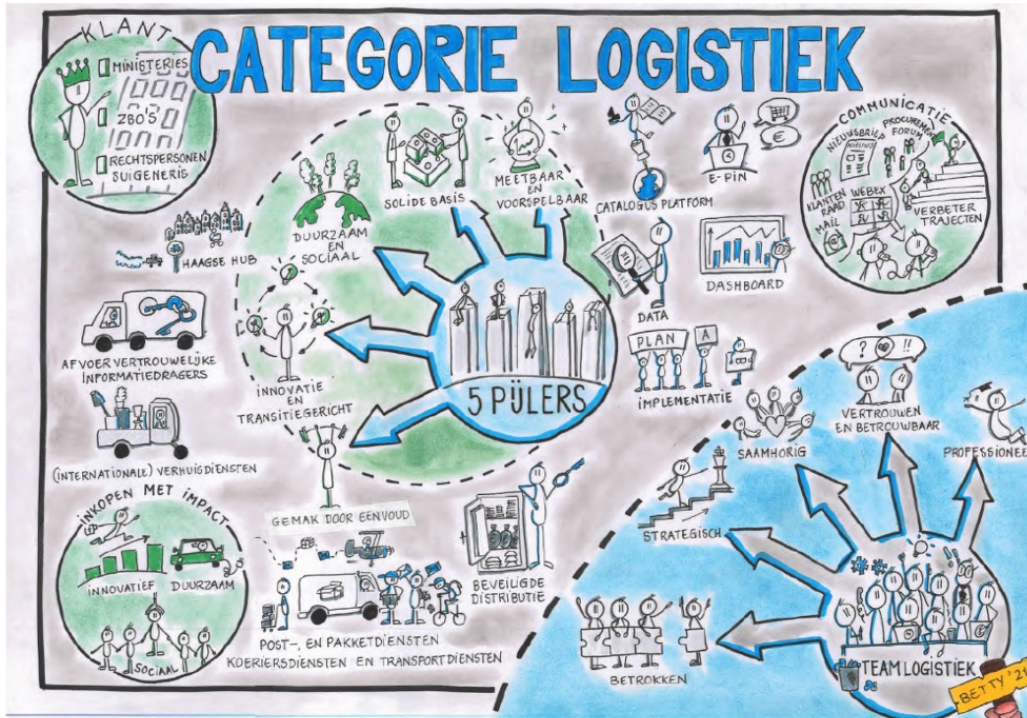 CATEGORIE LOGISTIEK
KLANT
MINISTERIES
ZBO'S
RECHTSPERSONEN
SUIGENERIS
HAAGSE HUB
AFVOER VERTROUWELIJKE
INFORMATIEDRAGERS
(INTERNATIONALE) VERHUISDIENSTEN
INKOPEN MET IMPACT
INNOVATIEF
DUURZAAM
SOCIAAL
SOLIDE BASIS
MEETBAAR
EN
VOORSPELBAAR
DUURZAAM
EN
SOCIAAL
INNOVATIE
EN
TRANSITIEGERICHT
GEMAK DOOR EENVOUD
5 PIJLERS
POST-, EN PAKKETDIENSTEN
KOERIERSDIENSTEN EN TRANSPORTDIENSTEN
BEVEILIGDE
DISTRIBUTIE
CATALOGUS PLATFORM
E-PIN
€
DATA
DASHBOARD
PLAN A
IMPLEMENTATIE
COMMUNICATIE
NIEUWSBRIEF
PROCUREMENT
FORUM
KLANTEN
RAAD
WEBEX
MAIL
@
VERBETER
TRAJECTEN
? !!
VERTROUWEN
EN BETROUWBAAR
SAAMHORIG
PROFESSIONEE
STRATEGISCH
BETROKKEN
TEAM LOGISTIEK
BETTY '21